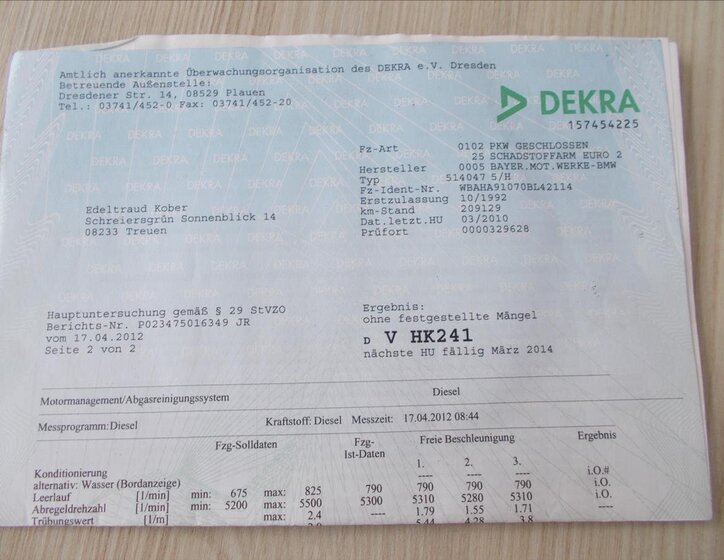 Amtlich anerkannte Überwachungsorganisation des DEKRA e.V. Dresden
Betreuende Außenstelle:
Dresdener Str. 14, 08529 Plauen
Tel.: 03741/452-0 Fax: 03741/452-20
DEKRA
157454225
Fz-Art 0102 PKW GESCHLOSSEN
25 SCHADSTOFFARM EURO 2
Hersteller 0005 BAYER.MOT.WERKE-BMW
Typ 514047 5/H
Fz-Ident-Nr. WBAHA91070BL42114
Erstzulassung 10/1992
km-Stand 209129
Dat.letzt.HU 03/2010
Prüfort 0000329628
Edeltraud Kober
Schreiersgrün Sonnenblick 14
08233 Treuen
Hauptuntersuchung gemäß § 29 StVZO
Berichts-Nr. P023475016349 JR
vom 17.04.2012
Seite 2 von 2
Ergebnis:
ohne festgestellte Mängel
D V HK241
nächste HU fällig März 2014
Motormanagement/Abgasreinigungssystem Diesel
Messprogramm:Diesel Kraftstoff: Diesel Messzeit: 17.04.2012 08:44
Fzg-Solldaten Fzg-Ist-Daten Freie Beschleunigung Ergebnis
1. 2. 3.
Konditionierung ---- ---- ---- i.O.#
alternativ: Wasser (Bordanzeige) 790 790 790 790 i.O.
Leerlauf [1/min] min: 675 max: 825 790 790 790 790 i.O.
Abregeldrehzahl [1/min] min: 5200 max: 5500 5300 5310 5280 5310 i.O.
Trübungswert [1/m] max: 2.4 ---- 1.79 1.55 1.71